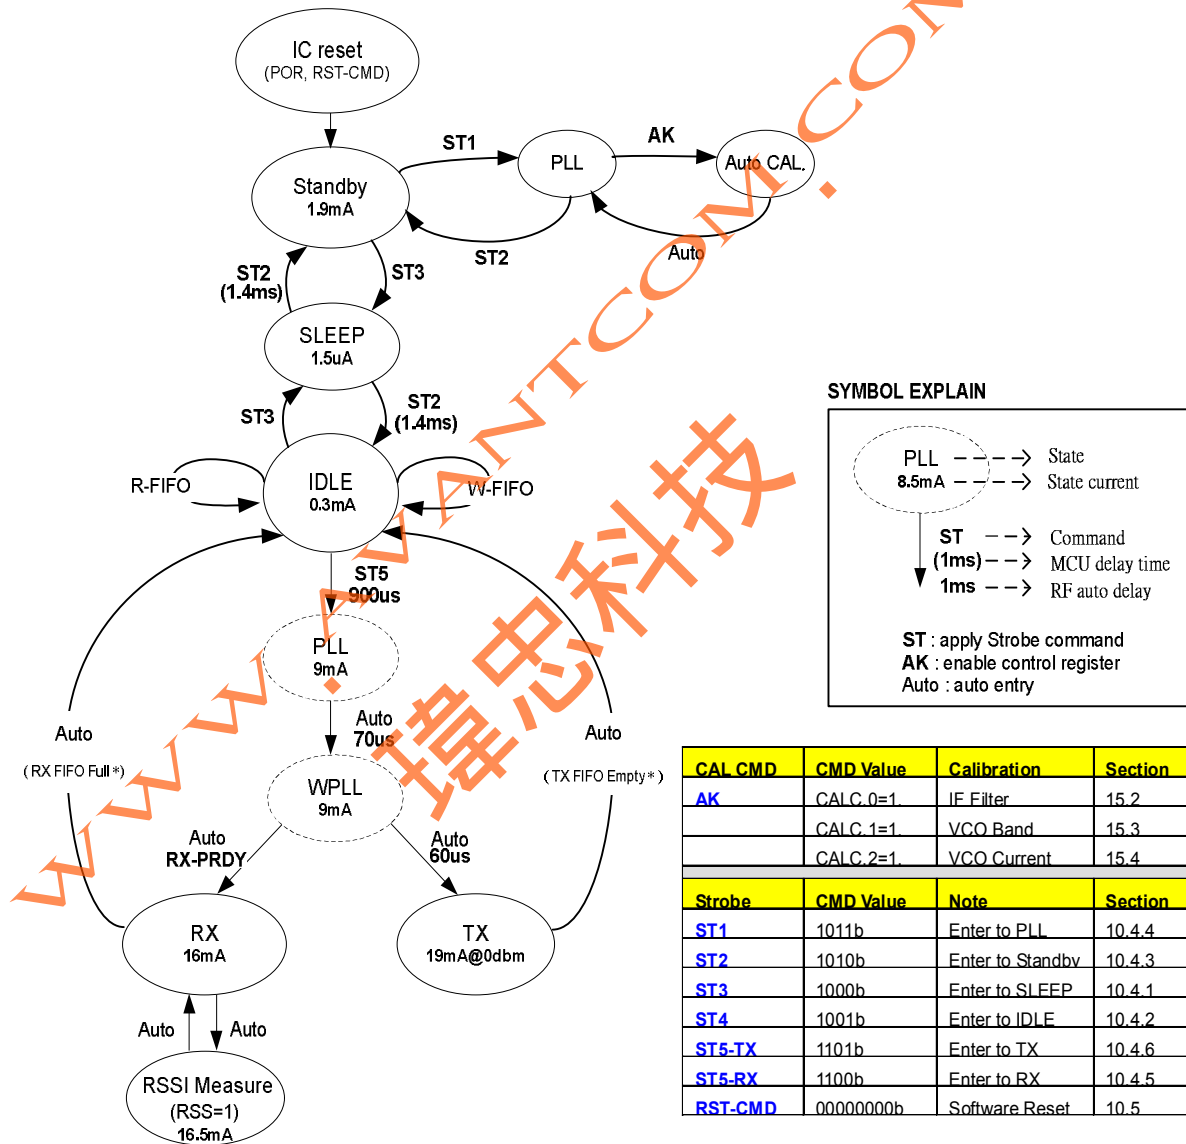 IC reset
(POR, RST-CMD)
ST1
PLL
AK
Auto CAL.
Standby
1.9mA
ST2
Auto
ST2
(1.4ms)
ST3
SLEEP
1.5uA
ST3
ST2
(1.4ms)
R-FIFO
IDLE
0.3mA
W-FIFO
ST5
900us
PLL
9mA
Auto
70us
WPLL
9mA
Auto
(RX FIFO Full*)
Auto
(TX FIFO Empty*)
Auto
RX-PRDY
Auto
60us
RX
16mA
TX
19mA@0dbm
Auto
Auto
RSSI Measure
(RSS=1)
16.5mA
SYMBOL EXPLAIN
PLL
8.5mA
State
State current
ST
Command
(1ms)
MCU delay time
1ms
RF auto delay
ST : apply Strobe command
AK : enable control register
Auto : auto entry
CAL CMD CMD Value Calibration Section
AK CALC.0=1. IF Filter 15.2
CALC.1=1. VCO Band 15.3
CALC.2=1. VCO Current 15.4
Strobe CMD Value Note Section
ST1 1011b Enter to PLL 10.4.4
ST2 1010b Enter to Standby 10.4.3
ST3 1000b Enter to SLEEP 10.4.1
ST4 1001b Enter to IDLE 10.4.2
ST5-TX 1101b Enter to TX 10.4.6
ST5-RX 1100b Enter to RX 10.4.5
RST-CMD 00000000b Software Reset 10.5
WWW.AVANTCOM.COM.
瑋忠科技